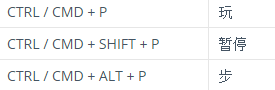 CTRL / CMD + P 玩
CTRL / CMD + SHIFT + P 暂停
CTRL / CMD + ALT + P 步